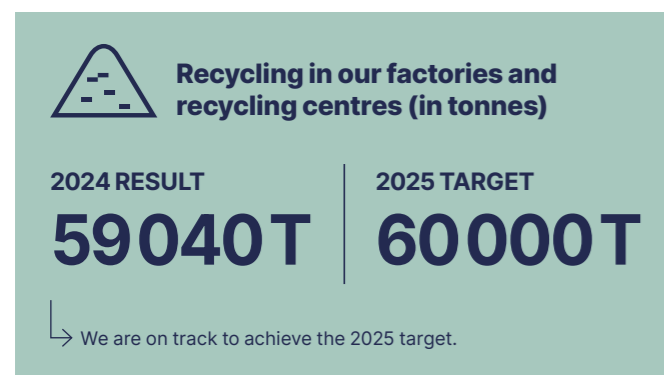 Recycling in our factories and
recycling centres (in tonnes)
2024 RESULT
59 040 T
2025 TARGET
60 000 T
We are on track to achieve the 2025 target.